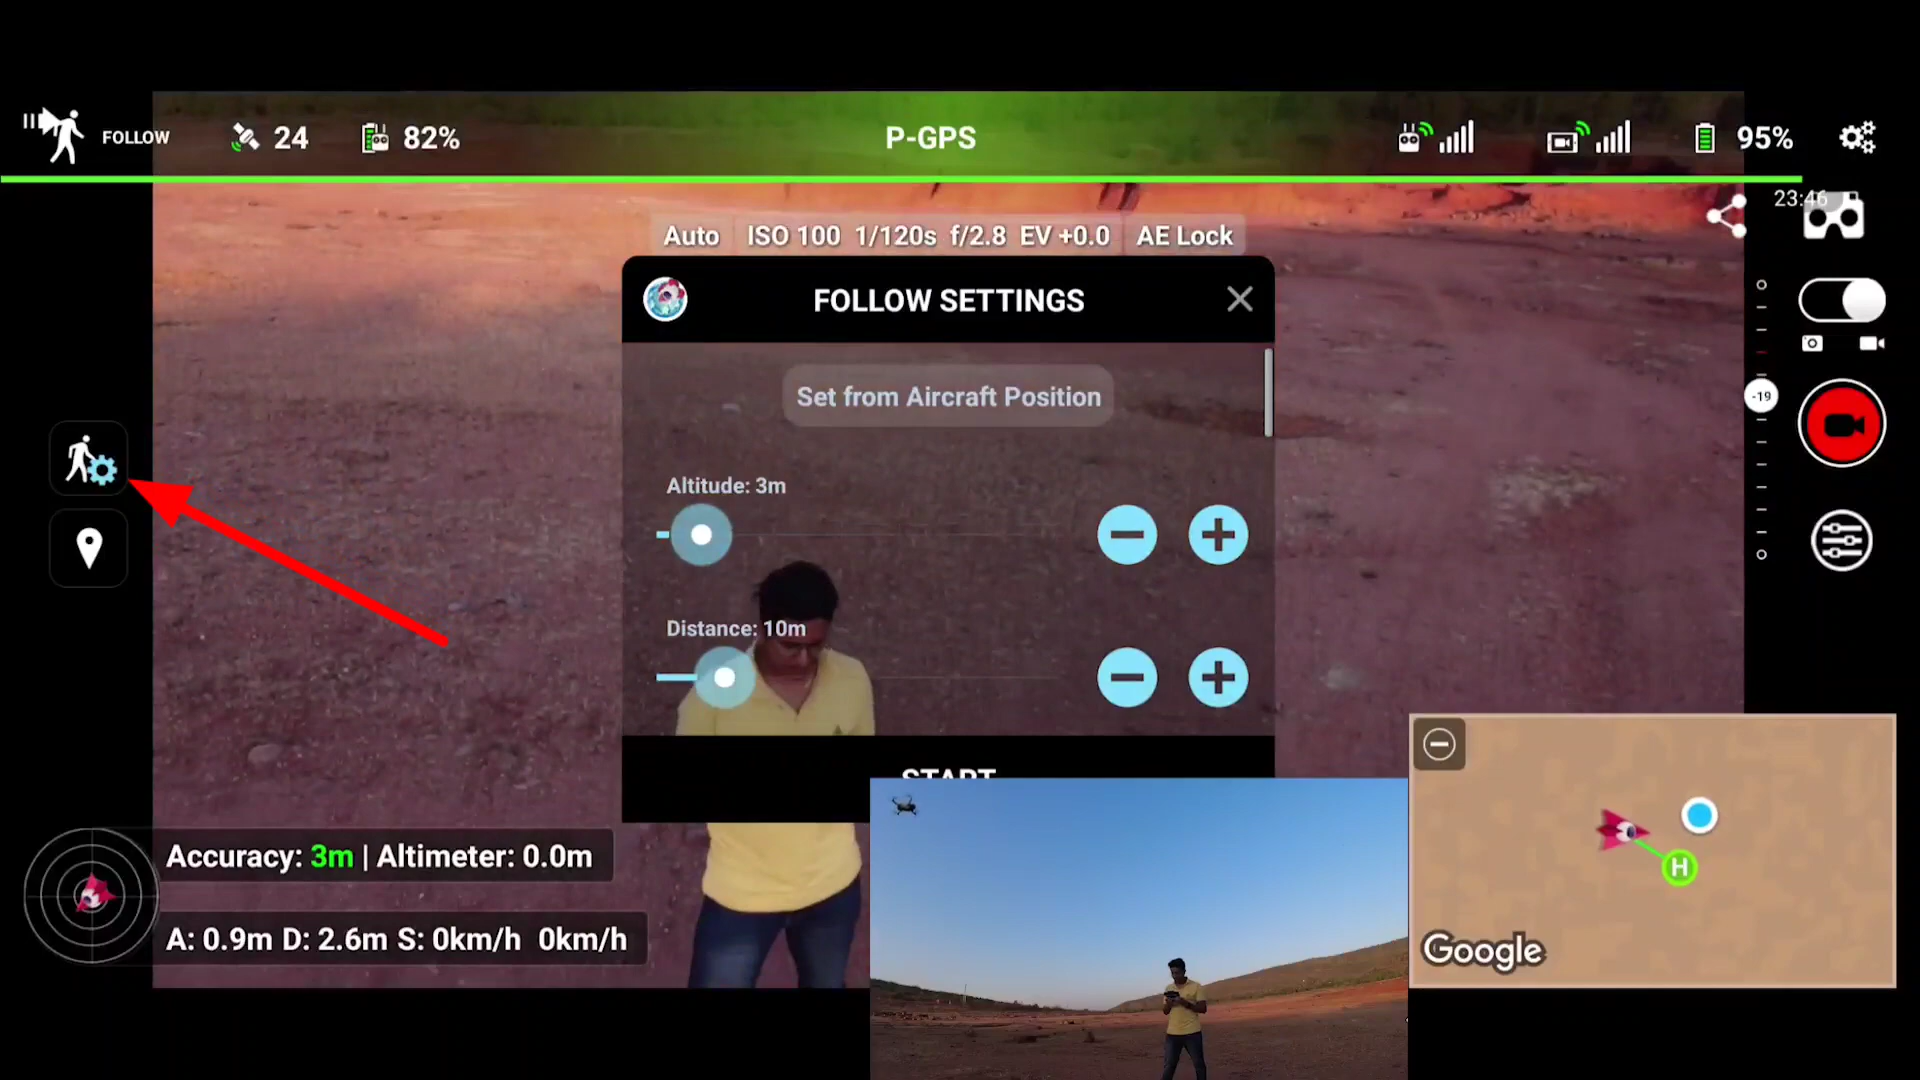 FOLLOW 24 82% P-GPS 95%
23:46
Auto ISO 100 1/120s f/2.8 EV +0.0 AE Lock
FOLLOW SETTINGS
Set from Aircraft Position
-19
Altitude: 3m
Distance: 10m
START
Accuracy: 3m | Altimeter: 0.0m
H
A: 0.9m D: 2.6m S: 0km/h 0km/h
Google